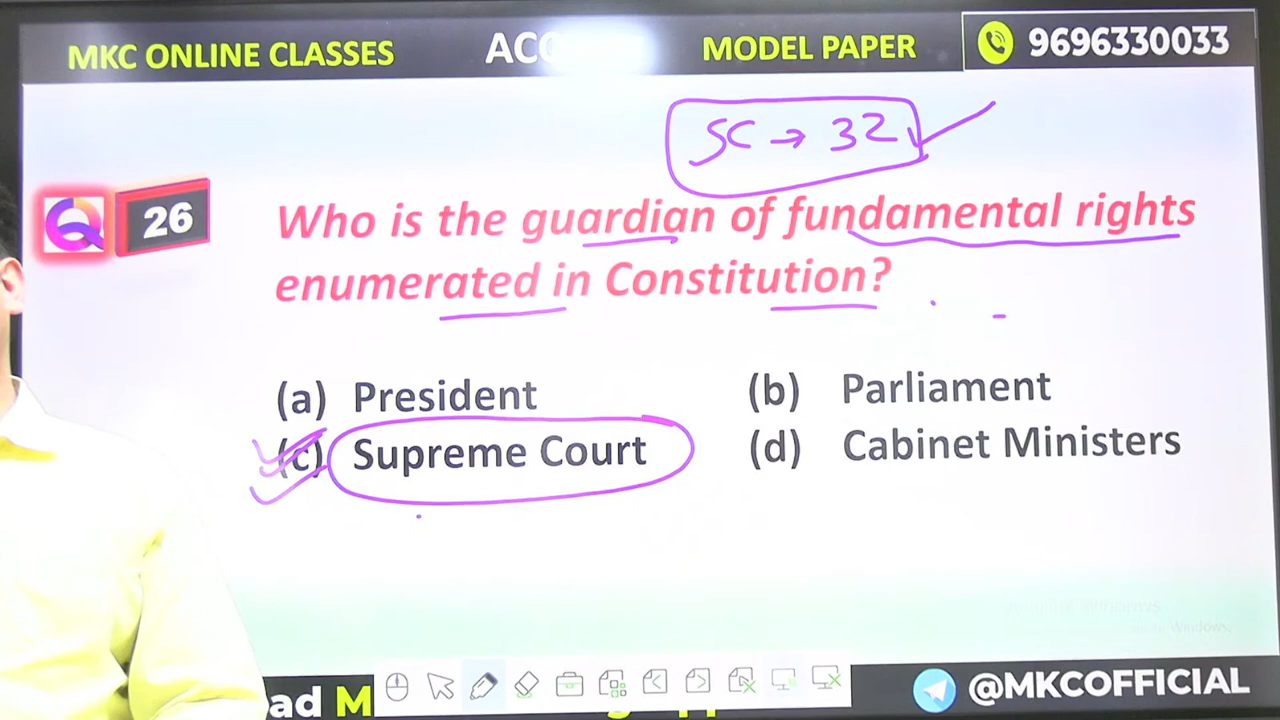 MKC ONLINE CLASSES
MODEL PAPER
9696330033
SC → 32
26
Who is the guardian of fundamental rights
enumerated in Constitution?
(a) President
(b) Parliament
(c) Supreme Court
(d) Cabinet Ministers
@MKCOFFICIAL